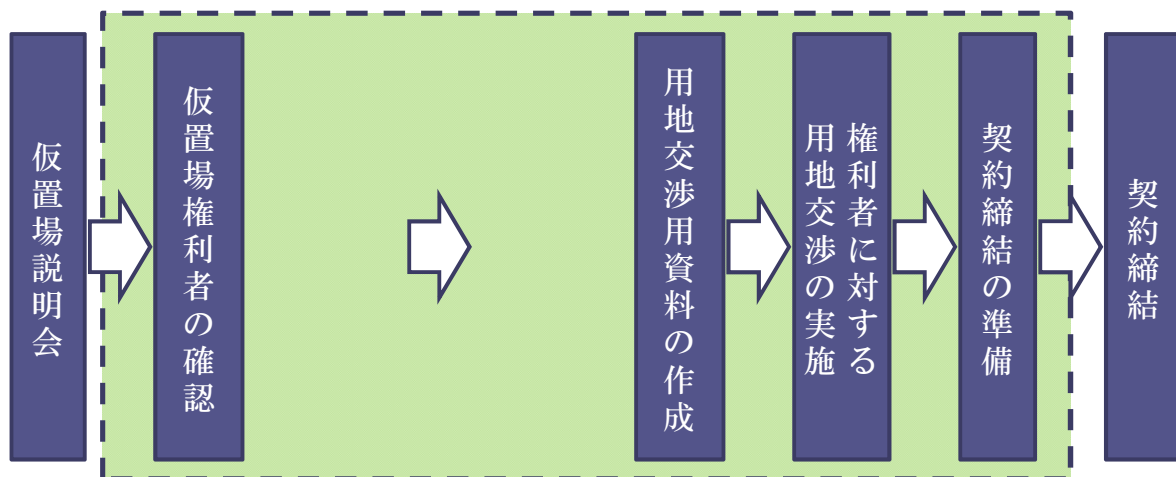 仮置場説明会
仮置場権利者の確認
用地交渉用資料の作成
権利者に対する
用地交渉の実施
契約締結の準備
契約締結